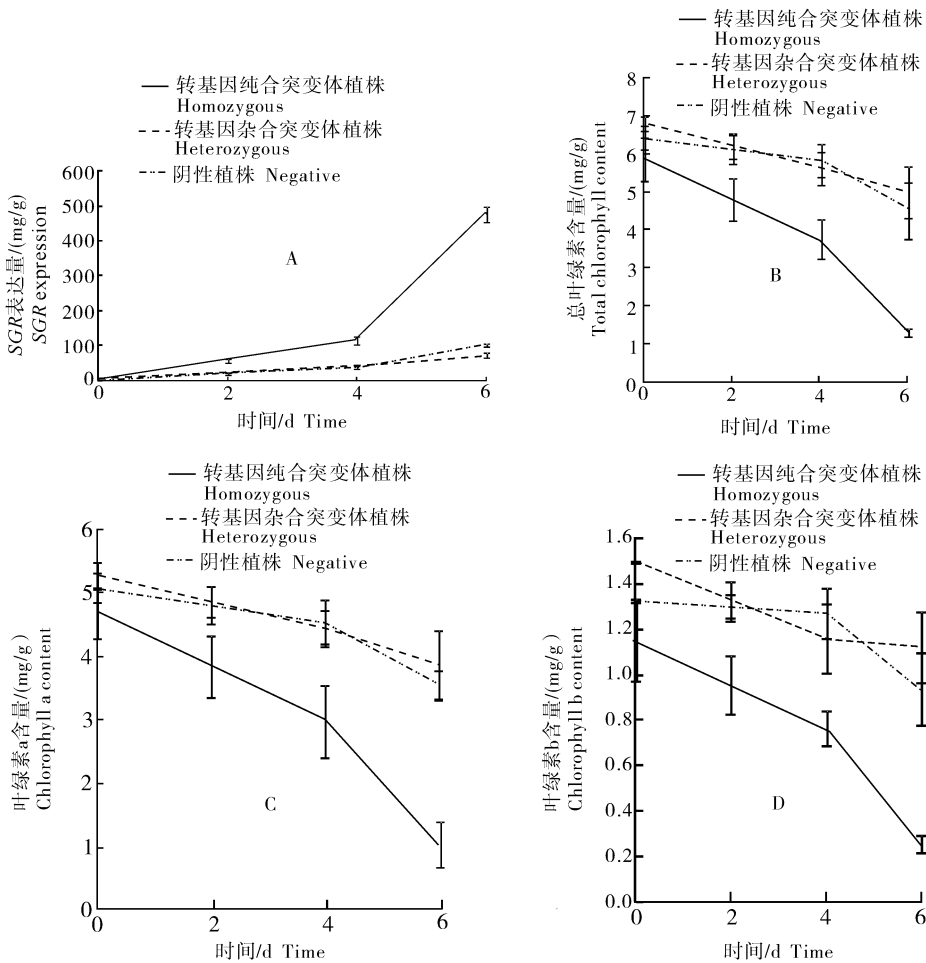 转基因纯合突变体植株
Homozygous
转基因杂合突变体植株
Heterozygous
阴性植株 Negative
600
500
400
300
200
100
0
SGR表达量/(mg/g)
SGR expression
A
0 2 4 6
时间/d Time
转基因纯合突变体植株
Homozygous
转基因杂合突变体植株
Heterozygous
阴性植株 Negative
8
7
6
5
4
3
2
1
0
总叶绿素含量/(mg/g)
Total chlorophyll content
B
0 2 4 6
时间/d Time
转基因纯合突变体植株
Homozygous
转基因杂合突变体植株
Heterozygous
阴性植株 Negative
6
5
4
3
2
1
0
叶绿素a含量/(mg/g)
Chlorophyll a content
C
0 2 4 6
时间/d Time
转基因纯合突变体植株
Homozygous
转基因杂合突变体植株
Heterozygous
阴性植株 Negative
1.6
1.4
1.2
1.0
0.8
0.6
0.4
0.2
0.0
叶绿素b含量/(mg/g)
Chlorophyll b content
D
0 2 4 6
时间/d Time